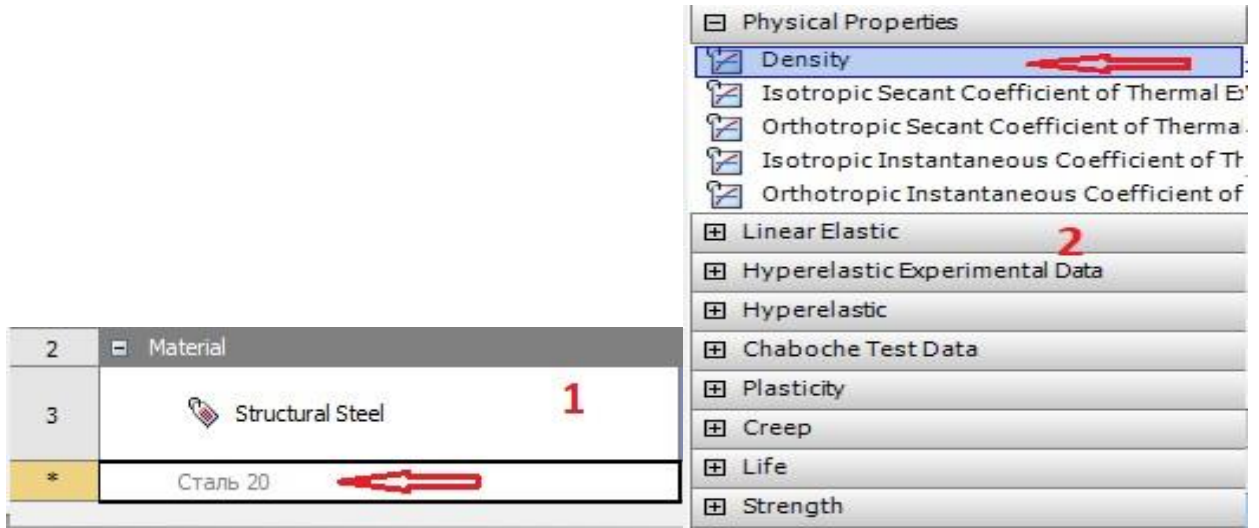 2 Material
3 Structural Steel
1
* Сталь 20
Physical Properties
Density
Isotropic Secant Coefficient of Thermal
Orthotropic Secant Coefficient of Therma
Isotropic Instantaneous Coefficient of
Orthotropic Instantaneous Coefficient of
Linear Elastic
2
Hyperelastic Experimental Data
Hyperelastic
Chaboche Test Data
Plasticity
Creep
Life
Strength